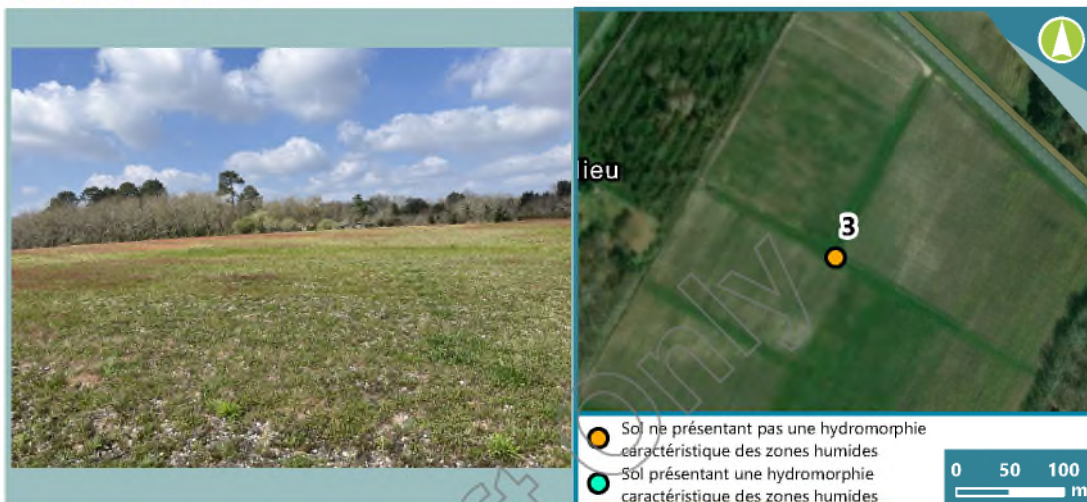 lieu
3
Sol ne présentant pas une hydromorphie
caractéristique des zones humides
Sol présentant une hydromorphie
caractéristique des zones humides
0 50 100
m
only